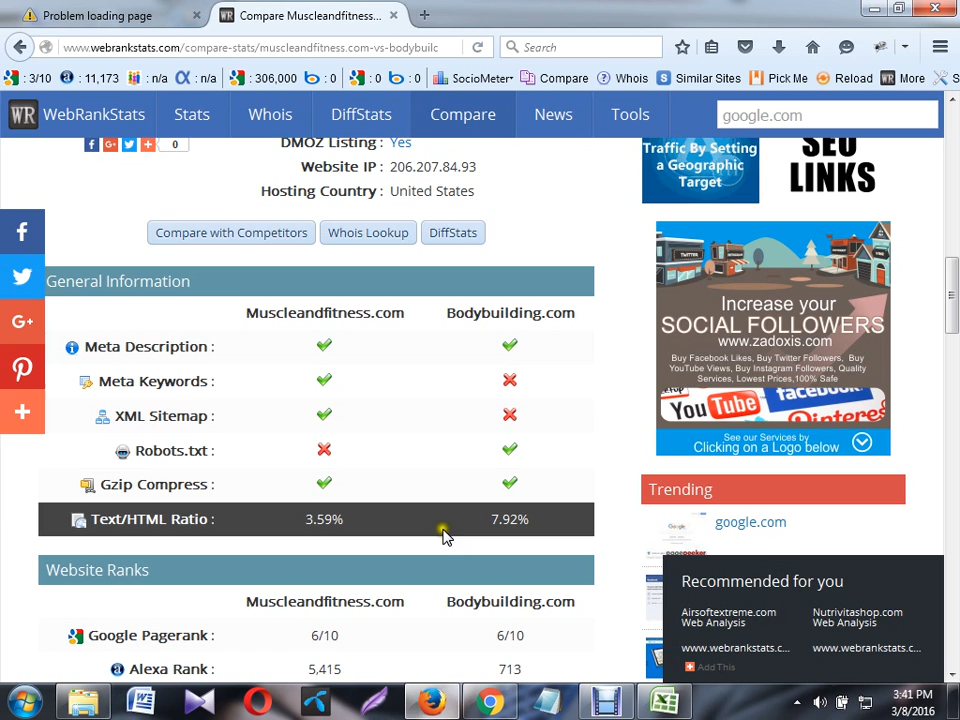 Problem loading page
Compare Muscleandfitness....
www.webrankstats.com/compare-stats/muscleandfitness.com-vs-bodybuilc
Search
: 3/10
: 11,173
: n/a
: n/a
: 306,000
: 0
: 0
: 0
SocioMeter
Compare
Whois
Similar Sites
Pick Me
Reload
More
S
WR WebRankStats
Stats
Whois
DiffStats
Compare
News
Tools
google.com
0
DMOZ Listing : Yes
Website IP : 206.207.84.93
Hosting Country : United States
Compare with Competitors
Whois Lookup
DiffStats
General Information
Muscleandfitness.com Bodybuilding.com
Meta Description :
Meta Keywords :
XML Sitemap :
Robots.txt :
Gzip Compress :
Text/HTML Ratio : 3.59% 7.92%
Website Ranks
Muscleandfitness.com Bodybuilding.com
Google Pagerank : 6/10 6/10
Alexa Rank : 5,415 713
Traffic By Setting
a Geographic
Target
SEO
LINKS
TWITTER
Increase your
SOCIAL FOLLOWERS
www.zadoxis.com
Buy Facebook Likes, Buy Twitter Followers, Buy
YouTube Views, Buy Instagram Followers, Quality
Services, Lowest Prices,100% Safe
You Tube
facebook
Pinteres
See our Services by
Clicking on a Logo below
Trending
google.com
Recommended for you
Airsoftextreme.com
Web Analysis
www.webrankstats.c...
Nutrivitashop.com
Web Analysis
www.webrankstats.c...
Add This
3:41 PM
3/8/2016